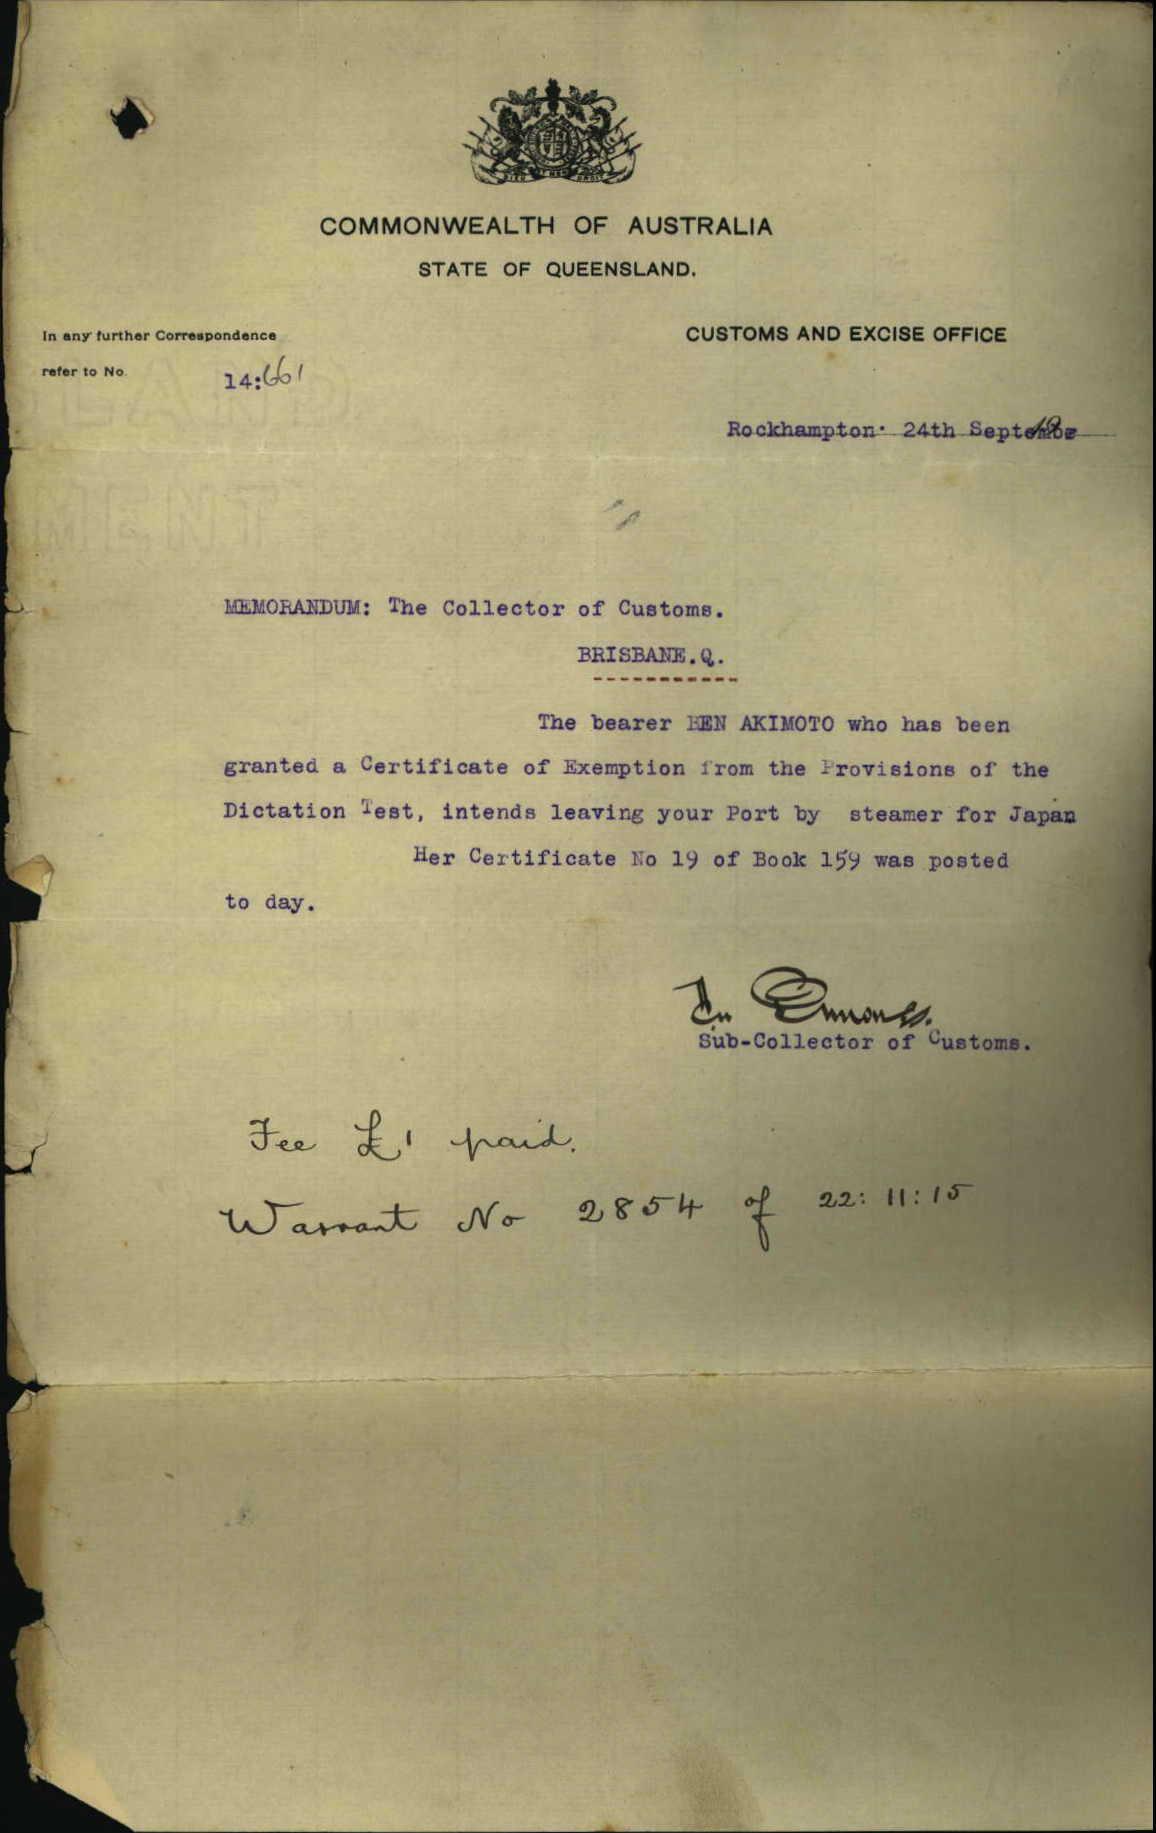 COMMONWEALTH OF AUSTRALIA
STATE OF QUEENSLAND.
In any further Correspondence
refer to No. 14:661
CUSTOMS AND EXCISE OFFICE
Rockhampton. 24th Septembe
MEMORANDUM: The Collector of Customs.
BRISBANE.Q.
The bearer KEN AKIMOTO who has been
granted a Certificate of Exemption from the Provisions of the
Dictation Test, intends leaving your Port by steamer for Japan
Her Certificate No 19 of Book 159 was posted
to day.
Sub-Collector of Customs.
Fee £1 paid.
Warrant No 2854 of 22:11:15